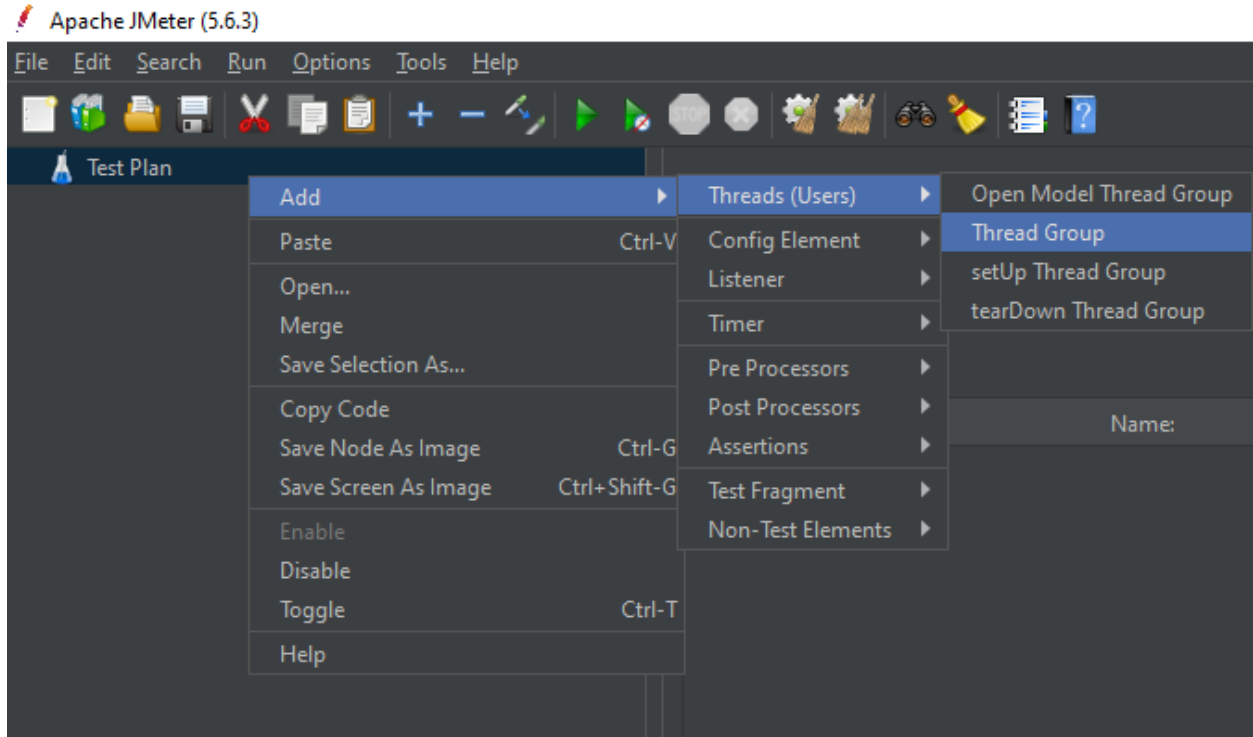 Apache JMeter (5.6.3)
File Edit Search Run Options Tools Help
STOP
?
Test Plan
Add
Paste Ctrl-V
Open...
Merge
Save Selection As...
Copy Code
Save Node As Image Ctrl-G
Save Screen As Image Ctrl+Shift-G
Enable
Disable
Toggle Ctrl-T
Help
Threads (Users)
Config Element
Listener
Timer
Pre Processors
Post Processors
Assertions
Test Fragment
Non-Test Elements
Open Model Thread Group
Thread Group
setUp Thread Group
tearDown Thread Group
Name: